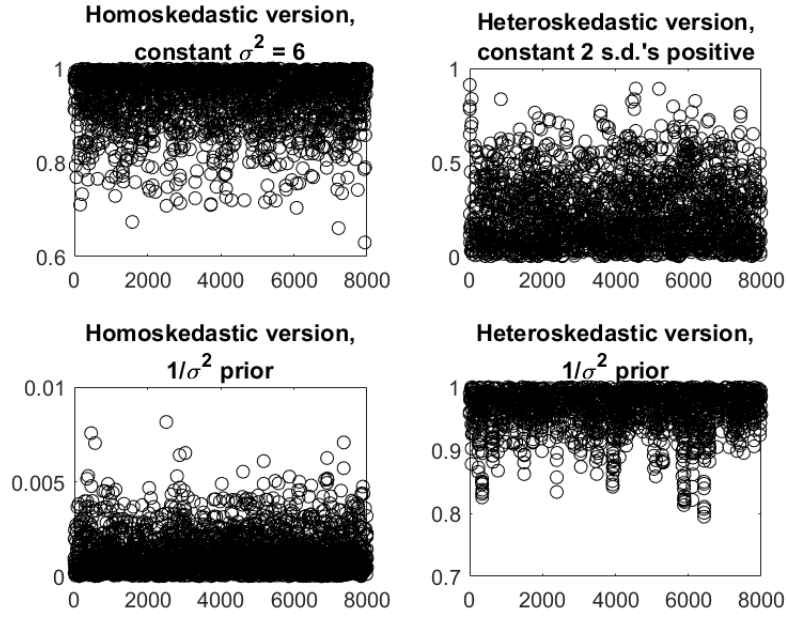 Homoskedastic version,
constant σ² = 6
1
0.8
0.6
0 2000 4000 6000 8000
Heteroskedastic version,
constant 2 s.d.'s positive
1
0.5
0
0 2000 4000 6000 8000
Homoskedastic version,
1/σ² prior
0.01
0.005
0
0 2000 4000 6000 8000
Heteroskedastic version,
1/σ² prior
1
0.9
0.8
0.7
0 2000 4000 6000 8000